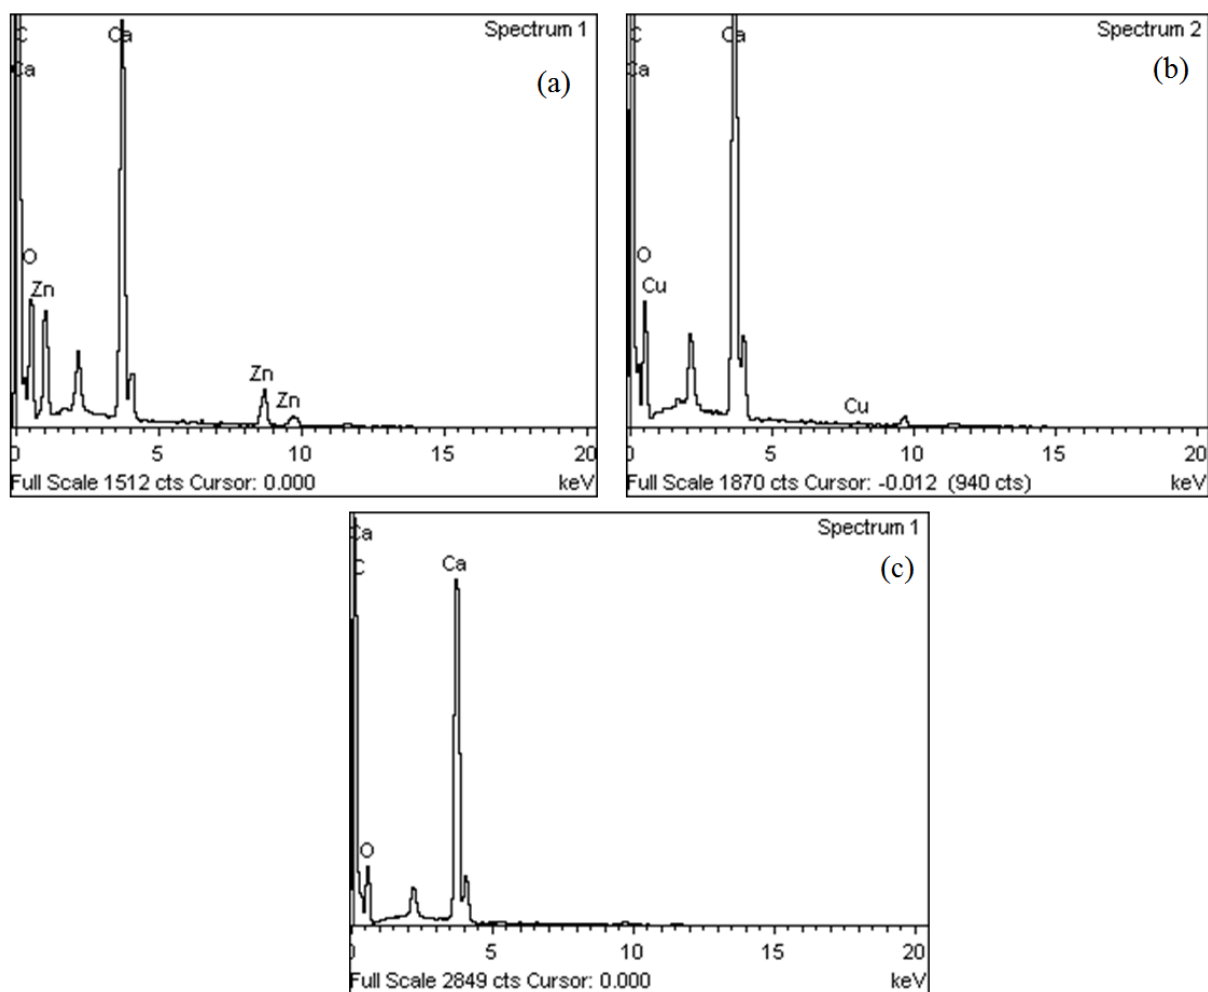 Spectrum 1
(a)
C
Ca
Ca
O
Zn
Zn
Zn
0 5 10 15 20
Full Scale 1512 cts Cursor: 0.000 keV
Spectrum 2
(b)
C
Ca
Ca
O
Cu
Cu
0 5 10 15 20
Full Scale 1870 cts Cursor: -0.012 (940 cts) keV
Spectrum 1
(c)
Ca
C
Ca
O
0 5 10 15 20
Full Scale 2849 cts Cursor: 0.000 keV